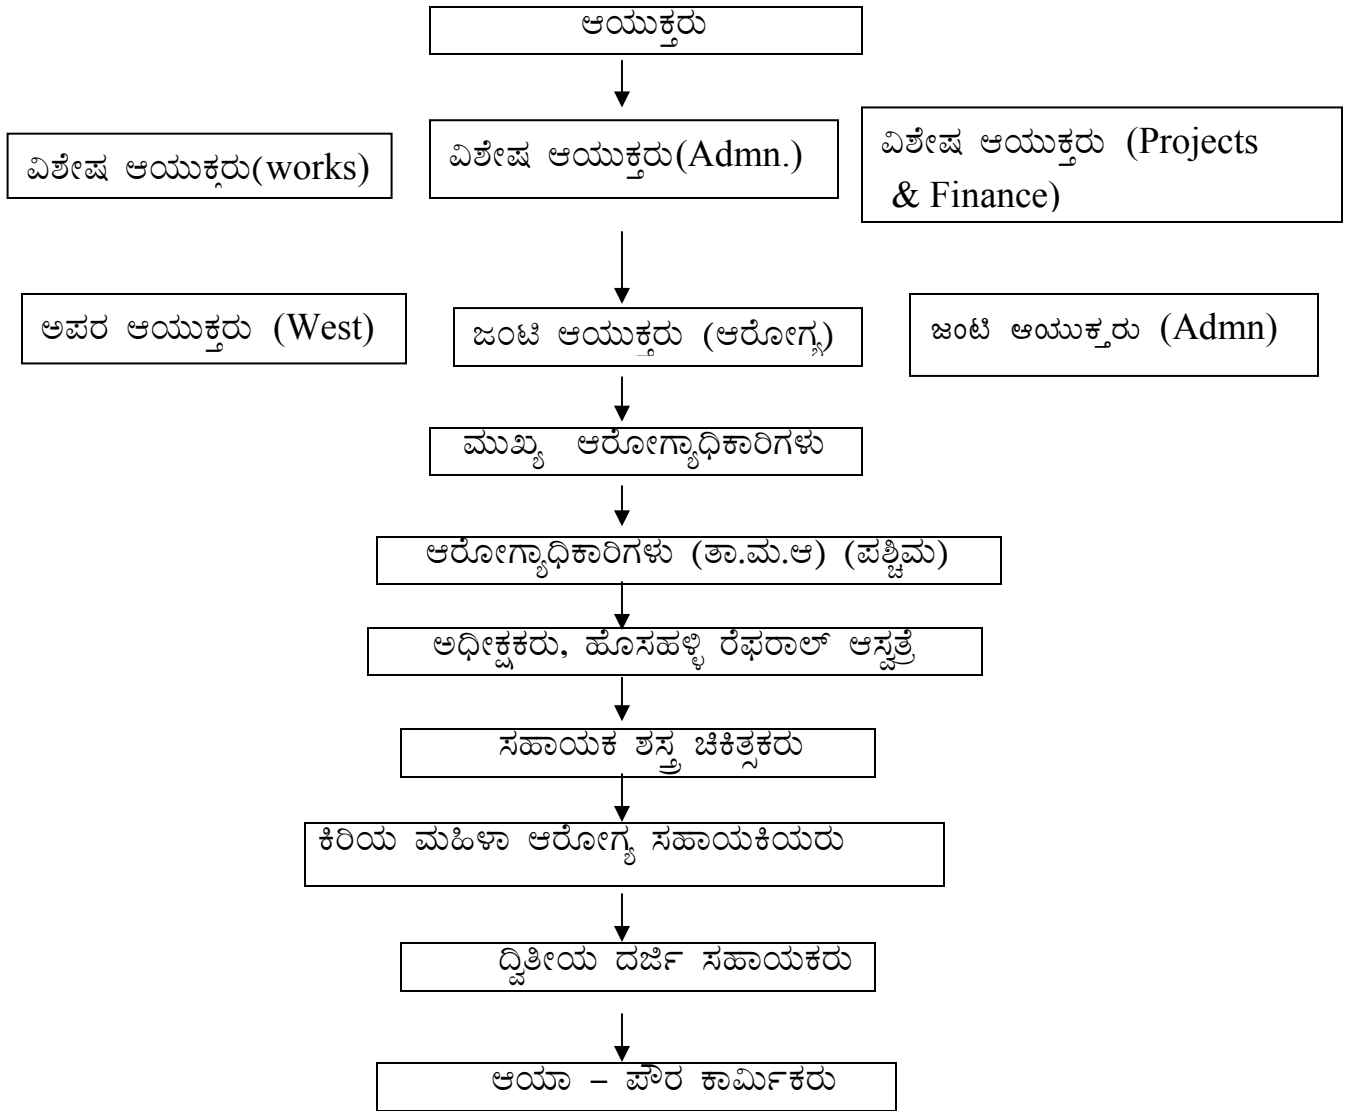 ಆಯುಕ್ತರು
ವಿಶೇಷ ಆಯುಕ್ತರು(works)
ವಿಶೇಷ ಆಯುಕ್ತರು(Admn.)
ವಿಶೇಷ ಆಯುಕ್ತರು (Projects
& Finance)
ಅಪರ ಆಯುಕ್ತರು (West)
ಜಂಟಿ ಆಯುಕ್ತರು (ಆರೋಗ್ಯ)
ಜಂಟಿ ಆಯುಕ್ತರು (Admn)
ಮುಖ್ಯ ಆರೋಗ್ಯಾಧಿಕಾರಿಗಳು
ಆರೋಗ್ಯಾಧಿಕಾರಿಗಳು (ತಾ.ಮ.ಆ) (ಪಶ್ಚಿಮ)
ಅಧೀಕ್ಷಕರು, ಹೊಸಹಳ್ಳಿ ರೆಫರಾಲ್ ಆಸ್ವತ್ರೆ
ಸಹಾಯಕ ಶಸ್ತ್ರ ಚಿಕಿತ್ಸಕರು
ಕಿರಿಯ ಮಹಿಳಾ ಆರೋಗ್ಯ ಸಹಾಯಕಿಯರು
ದ್ವಿತೀಯ ದರ್ಜಿ ಸಹಾಯಕರು
ಆಯಾ – ಪೌರ ಕಾರ್ಮಿಕರು